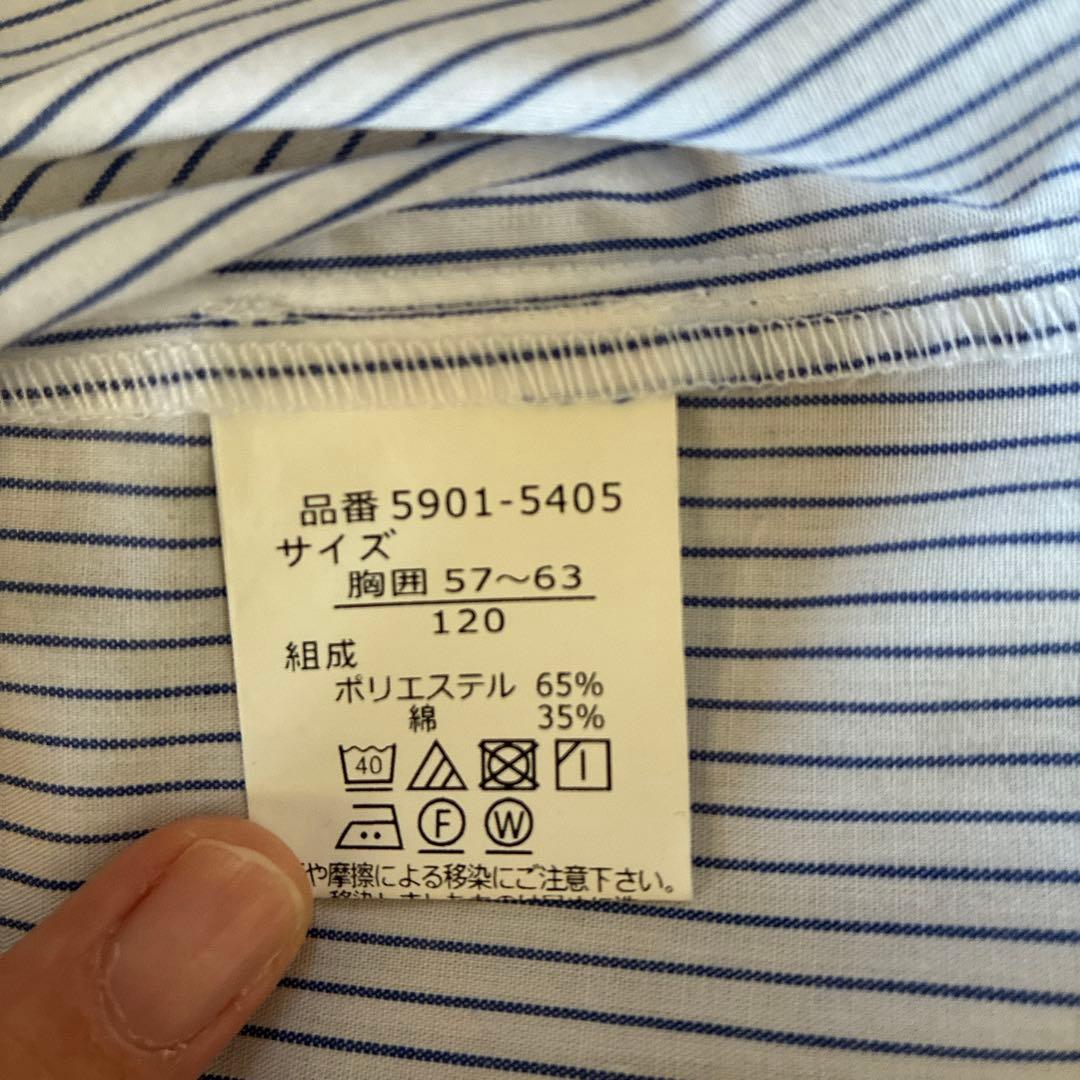 品番 5901-5405
サイズ
胸囲 57～63
120
組成
ポリエステル 65%
綿 35%
40
F W
や摩擦による移染にご注意下さい。